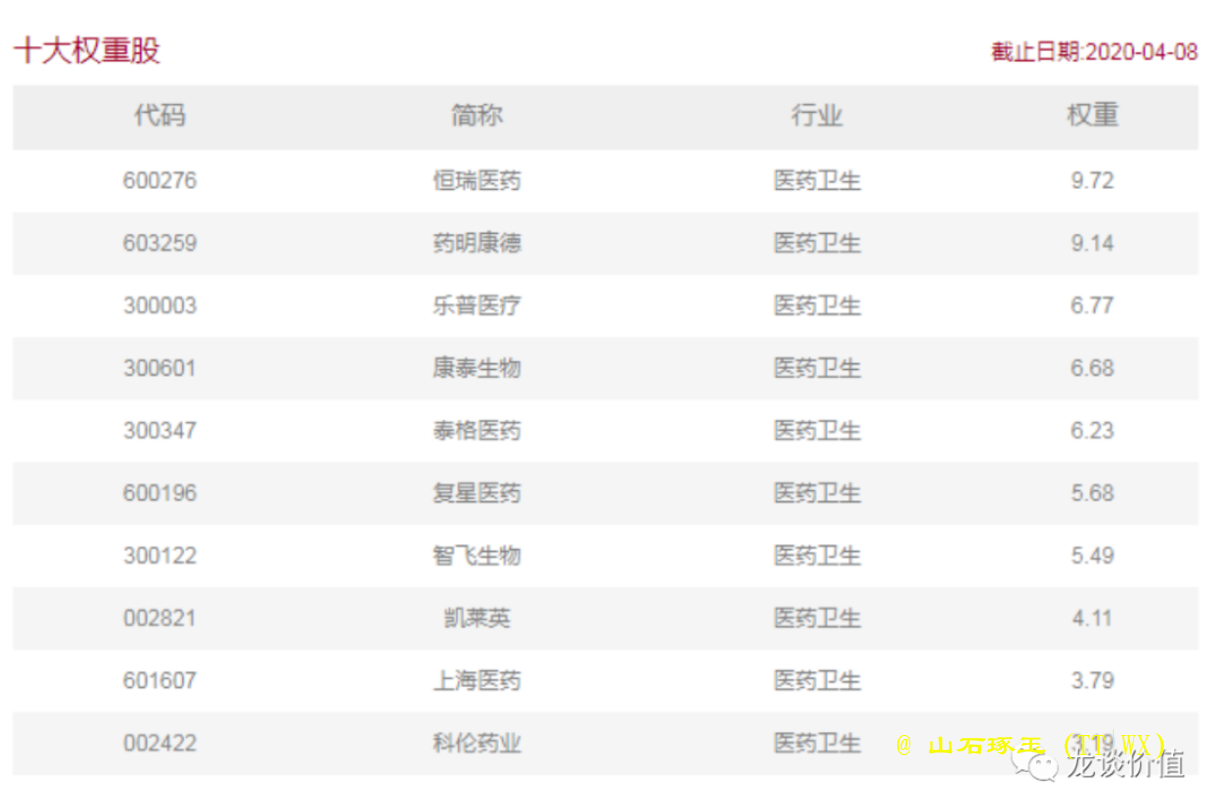 十大权重股 截止日期:2020-04-08
代码 简称 行业 权重
600276 恒瑞医药 医药卫生 9.72
603259 药明康德 医药卫生 9.14
300003 乐普医疗 医药卫生 6.77
300601 康泰生物 医药卫生 6.68
300347 泰格医药 医药卫生 6.23
600196 复星医药 医药卫生 5.68
300122 智飞生物 医药卫生 5.49
002821 凯莱英 医药卫生 4.11
601607 上海医药 医药卫生 3.79
002422 科伦药业 医药卫生 3.19
@ 山石琢玉
龙谈价值